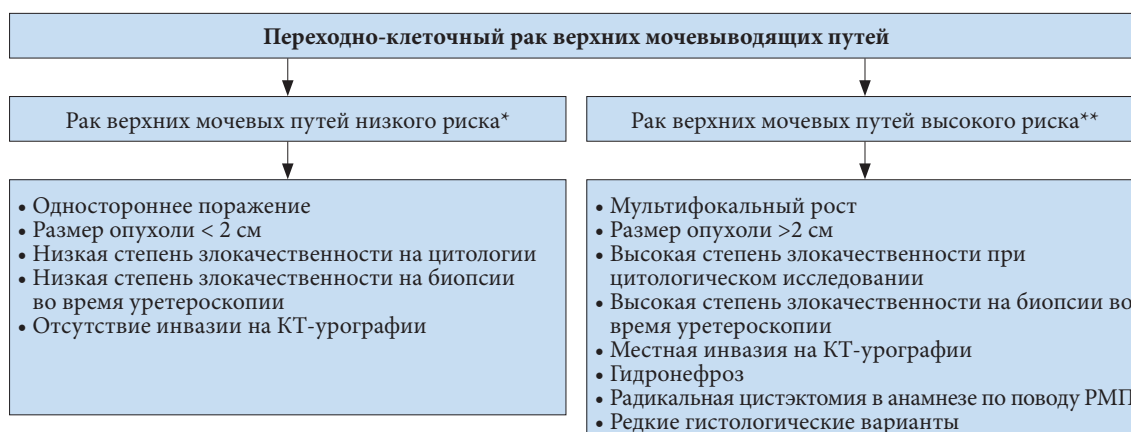 Переходно-клеточный рак верхних мочевыводящих путей
Рак верхних мочевых путей низкого риска*
Рак верхних мочевых путей высокого риска**
• Одностороннее поражение
• Размер опухоли < 2 см
• Низкая степень злокачественности на цитологии
• Низкая степень злокачественности на биопсии
во время уретероскопии
• Отсутствие инвазии на КТ-урографии
• Мультифокальный рост
• Размер опухоли >2 см
• Высокая степень злокачественности при
цитологическом исследовании
• Высокая степень злокачественности на биопсии во
время уретероскопии
• Местная инвазия на КТ-урографии
• Гидронефроз
• Радикальная цистэктомия в анамнезе по поводу РМП
• Редкие гистологические варианты